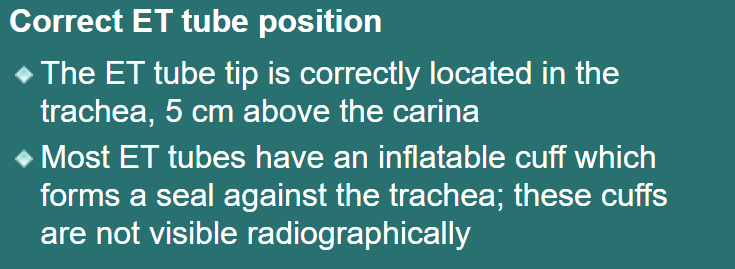 Correct ET tube position
The ET tube tip is correctly located in the
trachea, 5 cm above the carina
Most ET tubes have an inflatable cuff which
forms a seal against the trachea; these cuffs
are not visible radiographically